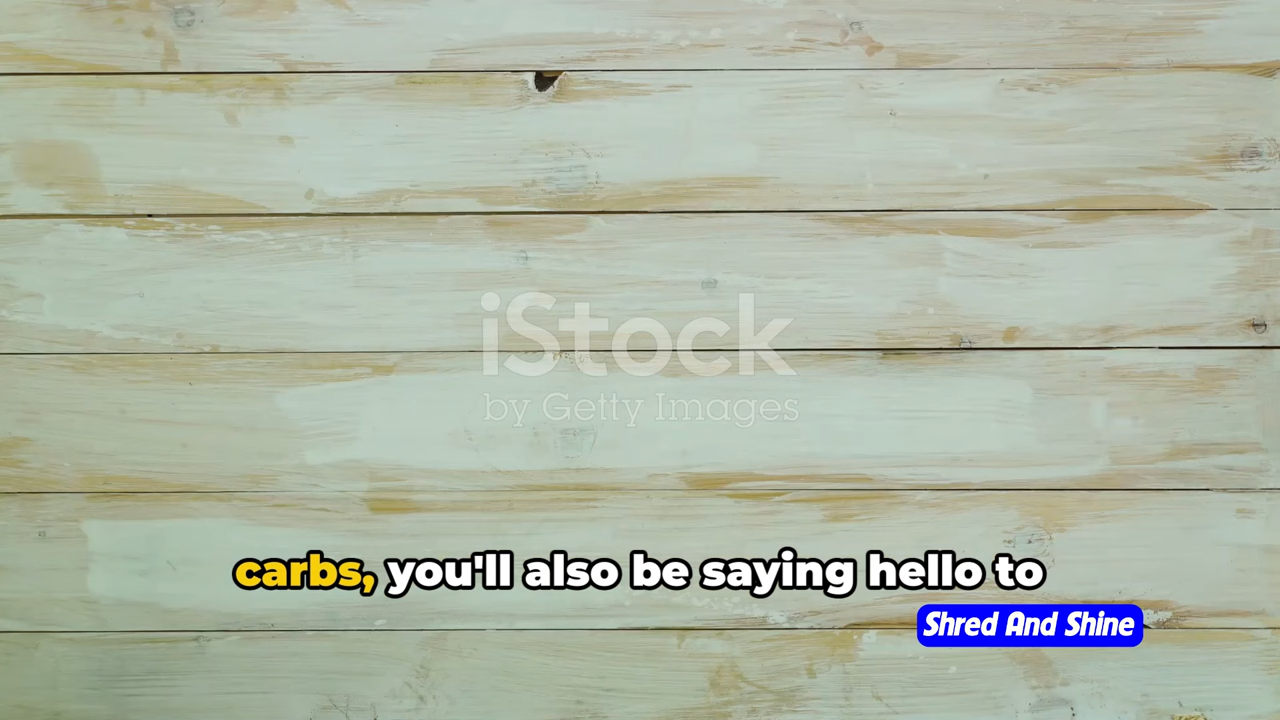 iStock
by Getty Images
carbs, you'll also be saying hello to
Shred And Shine